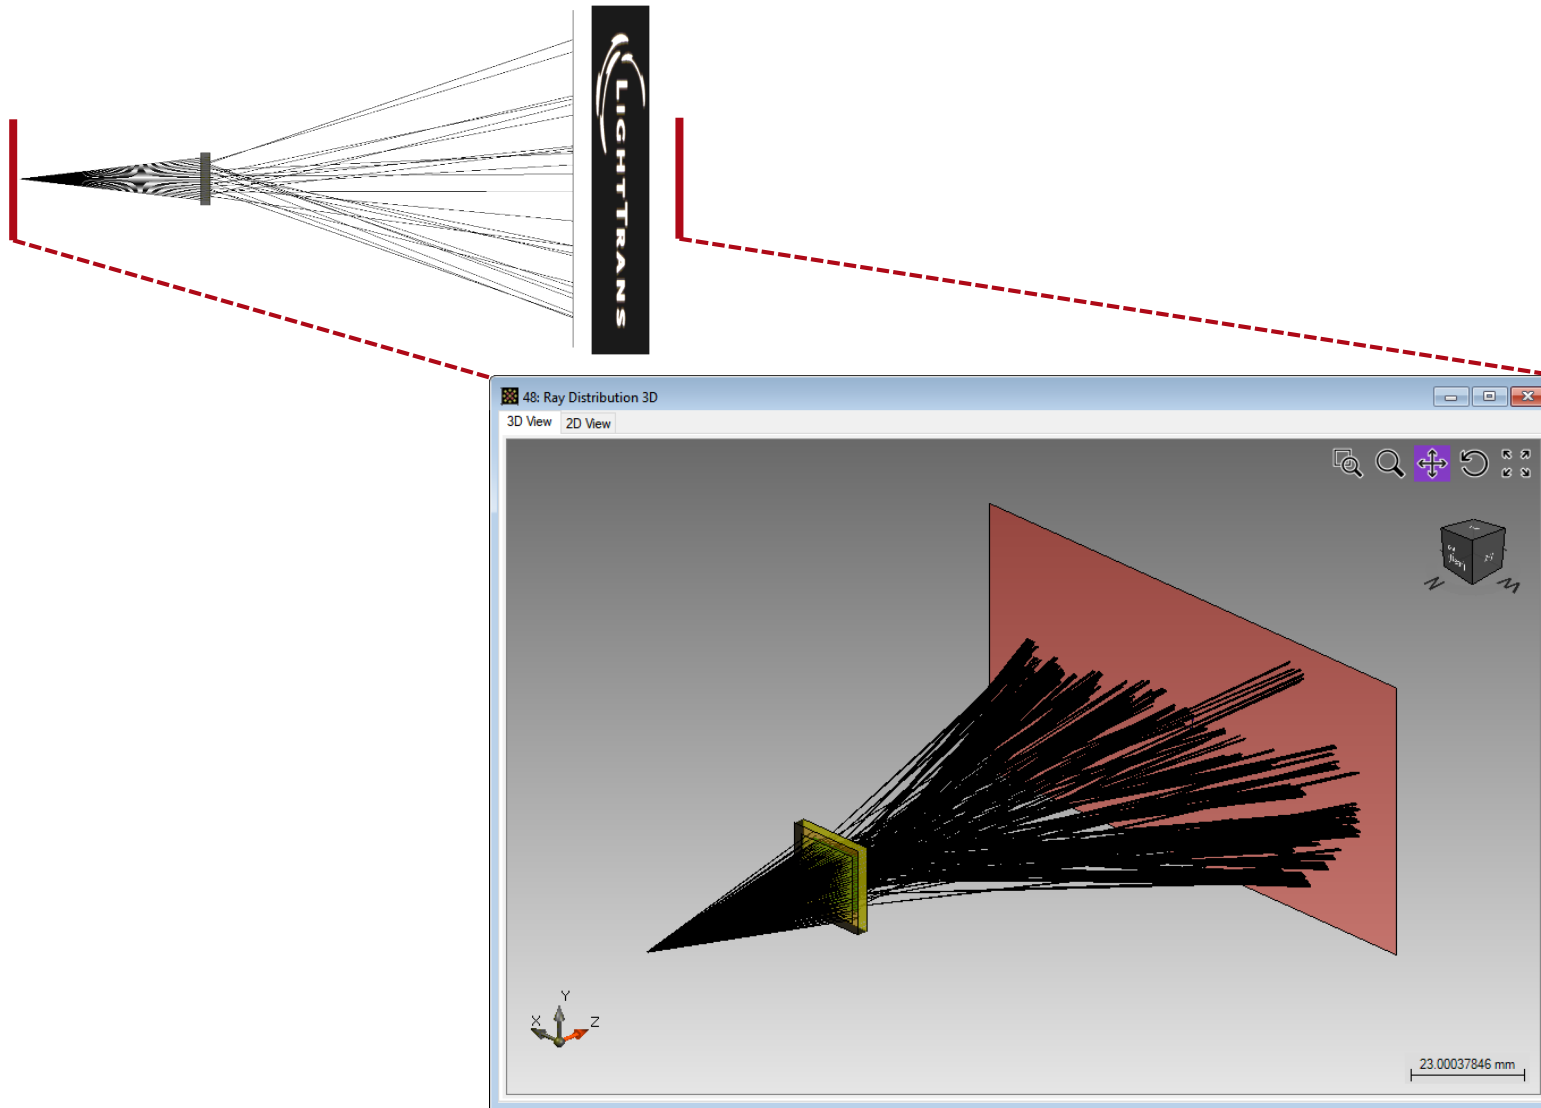 LIGHTTRANS
48: Ray Distribution 3D
3D View
2D View
Y
X
Z
N
23.00037846 mm